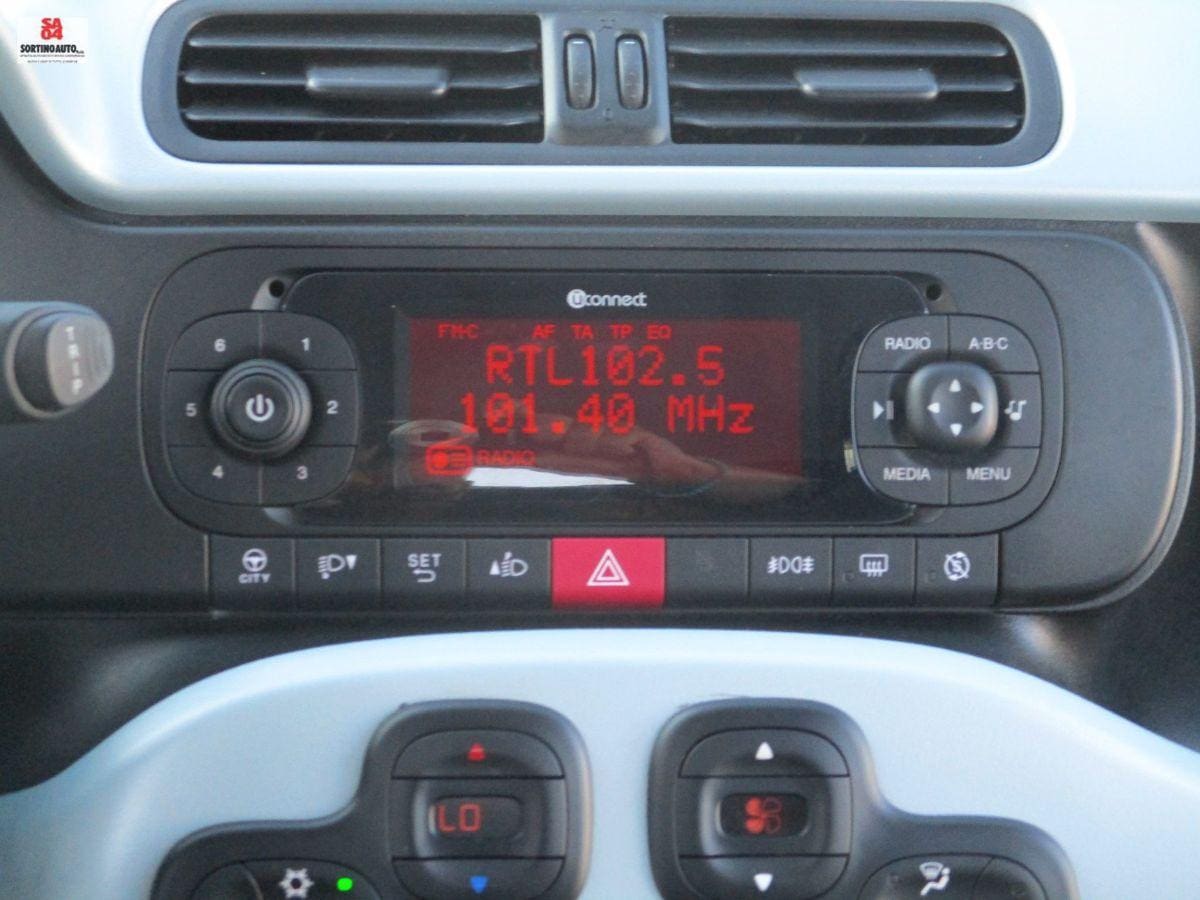 SA
04
SORTINOAUTO
TRIP
uconnect
FM-C AF TA TP EQ
RTL102.5
101.40 MHz
RADIO
6 1
5 2
4 3
RADIO A·B·C
MEDIA MENU
CITY
SET
LO